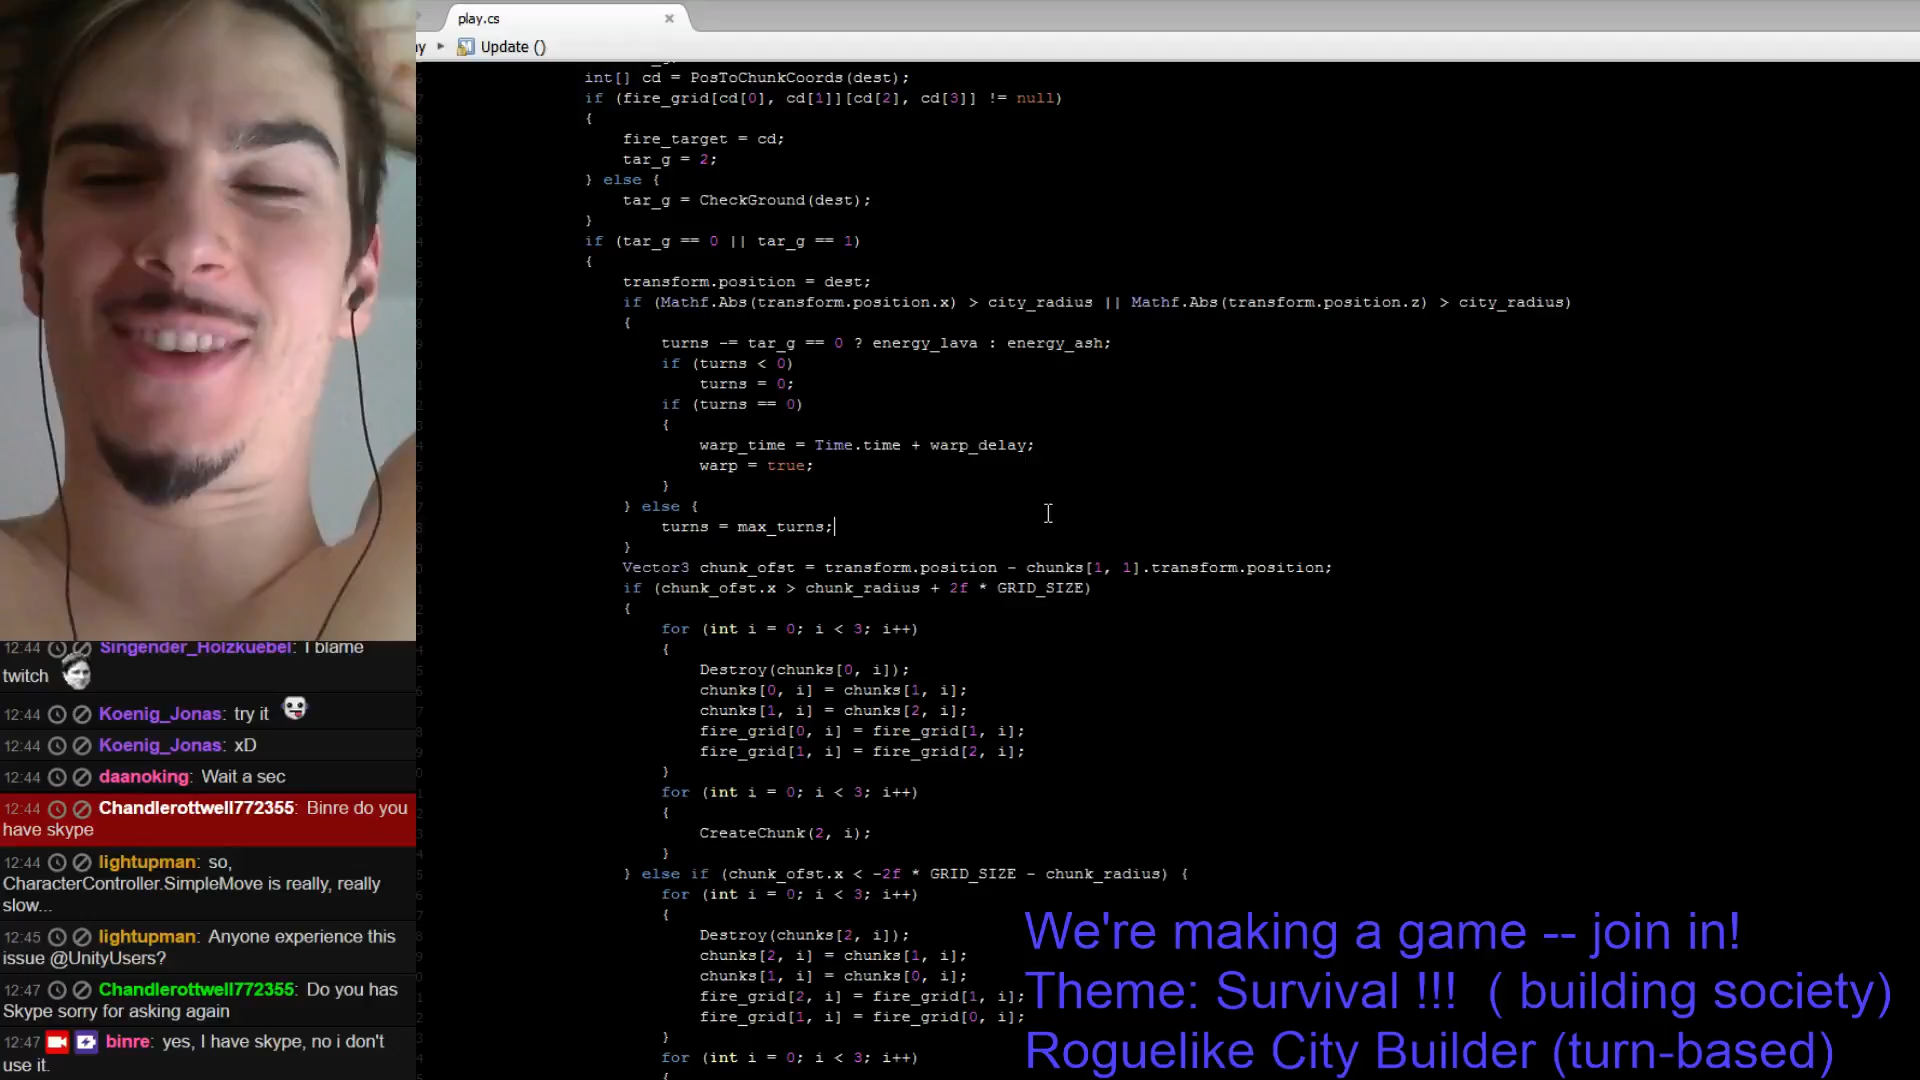 play.cs
ay ▸ Update ()
int[] cd = PosToChunkCoords(dest);
if (fire_grid[cd[0], cd[1]][cd[2], cd[3]] != null)
{
fire_target = cd;
tar_g = 2;
} else {
tar_g = CheckGround(dest);
}
if (tar_g == 0 || tar_g == 1)
{
transform.position = dest;
if (Mathf.Abs(transform.position.x) > city_radius || Mathf.Abs(transform.position.z) > city_radius)
{
turns -= tar_g == 0 ? energy_lava : energy_ash;
if (turns < 0)
turns = 0;
if (turns == 0)
{
warp_time = Time.time + warp_delay;
warp = true;
}
} else {
turns = max_turns;
}
Vector3 chunk_ofst = transform.position - chunks[1, 1].transform.position;
if (chunk_ofst.x > chunk_radius + 2f * GRID_SIZE)
{
for (int i = 0; i < 3; i++)
{
Destroy(chunks[0, i]);
chunks[0, i] = chunks[1, i];
chunks[1, i] = chunks[2, i];
fire_grid[0, i] = fire_grid[1, i];
fire_grid[1, i] = fire_grid[2, i];
}
for (int i = 0; i < 3; i++)
{
CreateChunk(2, i);
}
} else if (chunk_ofst.x < -2f * GRID_SIZE - chunk_radius) {
for (int i = 0; i < 3; i++)
{
Destroy(chunks[2, i]);
chunks[2, i] = chunks[1, i];
chunks[1, i] = chunks[0, i];
fire_grid[2, i] = fire_grid[1, i];
fire_grid[1, i] = fire_grid[0, i];
}
for (int i = 0; i < 3; i++)
{
12:44 Singender_Holzkuebel: I blame
twitch
12:44 Koenig_Jonas: try it
12:44 Koenig_Jonas: xD
12:44 daanoking: Wait a sec
12:44 Chandlerottwell772355: Binre do you
have skype
12:44 lightupman: so,
CharacterController.SimpleMove is really, really
slow...
12:45 lightupman: Anyone experience this
issue @UnityUsers?
12:47 Chandlerottwell772355: Do you has
Skype sorry for asking again
12:47 binre: yes, I have skype, no i don't
use it.
We're making a game -- join in!
Theme: Survival !!! ( building society)
Roguelike City Builder (turn-based)